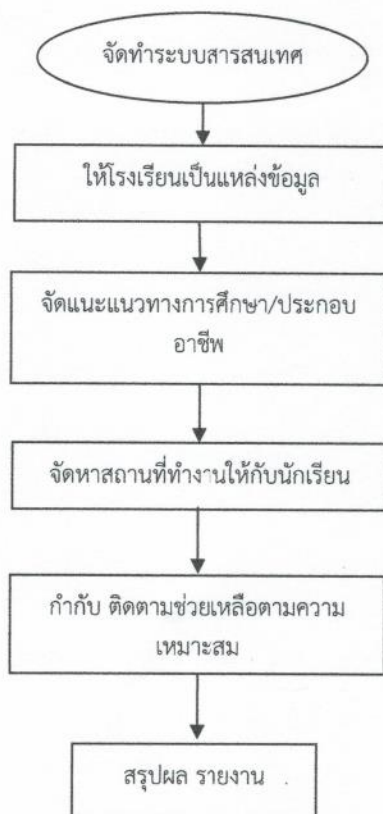 จัดทำระบบสารสนเทศ
ให้โรงเรียนเป็นแหล่งข้อมูล
จัดแนะแนวทางการศึกษา/ประกอบ
อาชีพ
จัดหาสถานที่ทำงานให้กับนักเรียน
กำกับ ติดตามช่วยเหลือตามความ
เหมาะสม
สรุปผล รายงาน